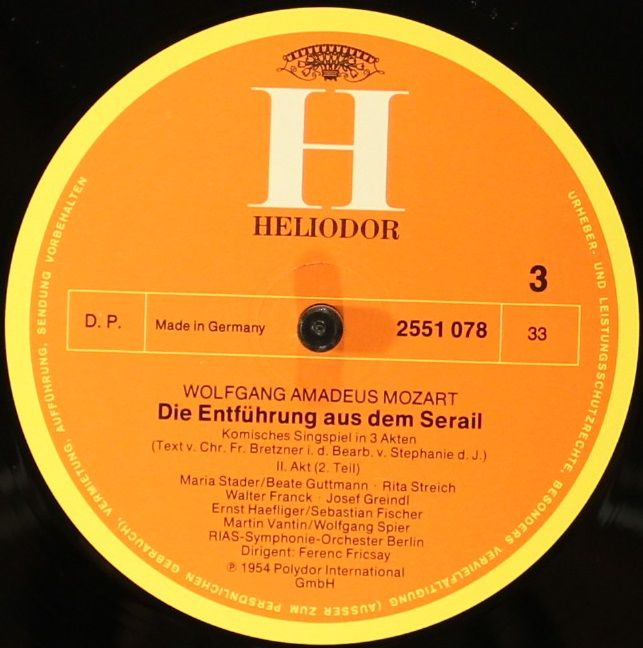 H
HELIODOR
3
D. P.
Made in Germany
2551 078
33
WOLFGANG AMADEUS MOZART
Die Entführung aus dem Serail
Komisches Singspiel in 3 Akten
(Text v. Chr. Fr. Bretzner i. d. Bearb. v. Stephanie d. J.)
II. Akt (2. Teil)
Maria Stader/Beate Guttmann · Rita Streich
Walter Franck · Josef Greindl
Ernst Haefliger/Sebastian Fischer
Martin Vantin/Wolfgang Spier
RIAS-Symphonie-Orchester Berlin
Dirigent: Ferenc Fricsay
℗ 1954 Polydor International
GmbH
URHEBER- UND LEISTUNGSSCHUTZRECHTE, BESONDERS VERVIELFÄLTIGUNG (AUSSER ZUM PERSÖNLICHEN GEBRAUCH), VERMIETUNG, AUFFÜHRUNG, SENDUNG VORBEHALTEN